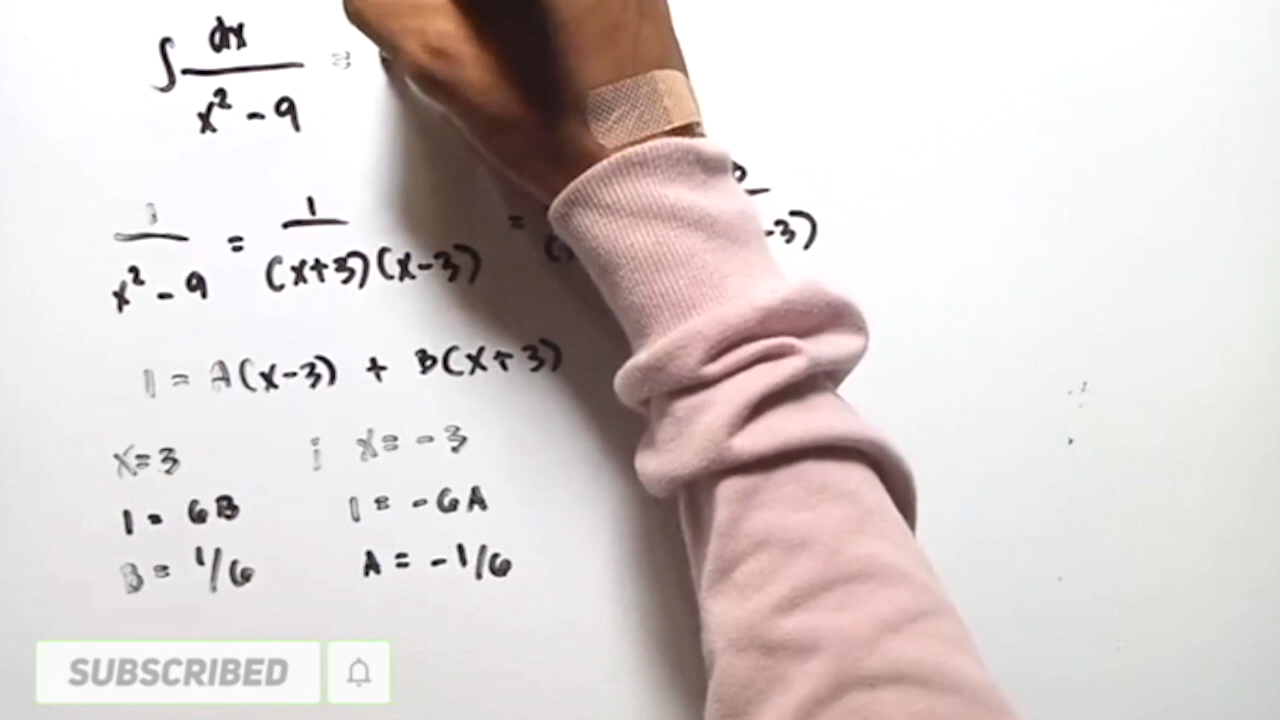 ∫ dx / x² - 9 =
1 / x² - 9 = 1 / (x+3)(x-3) = -3)
1 = A(x-3) + B(x+3)
x=3 ; x= -3
1 = 6B 1 = -6A
B = 1/6 A = -1/6
SUBSCRIBED